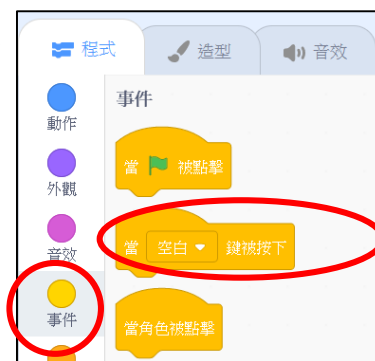 程式
造型
音效
動作
外觀
音效
事件
事件
當 被點擊
當 空白 鍵被按下
當角色被點擊